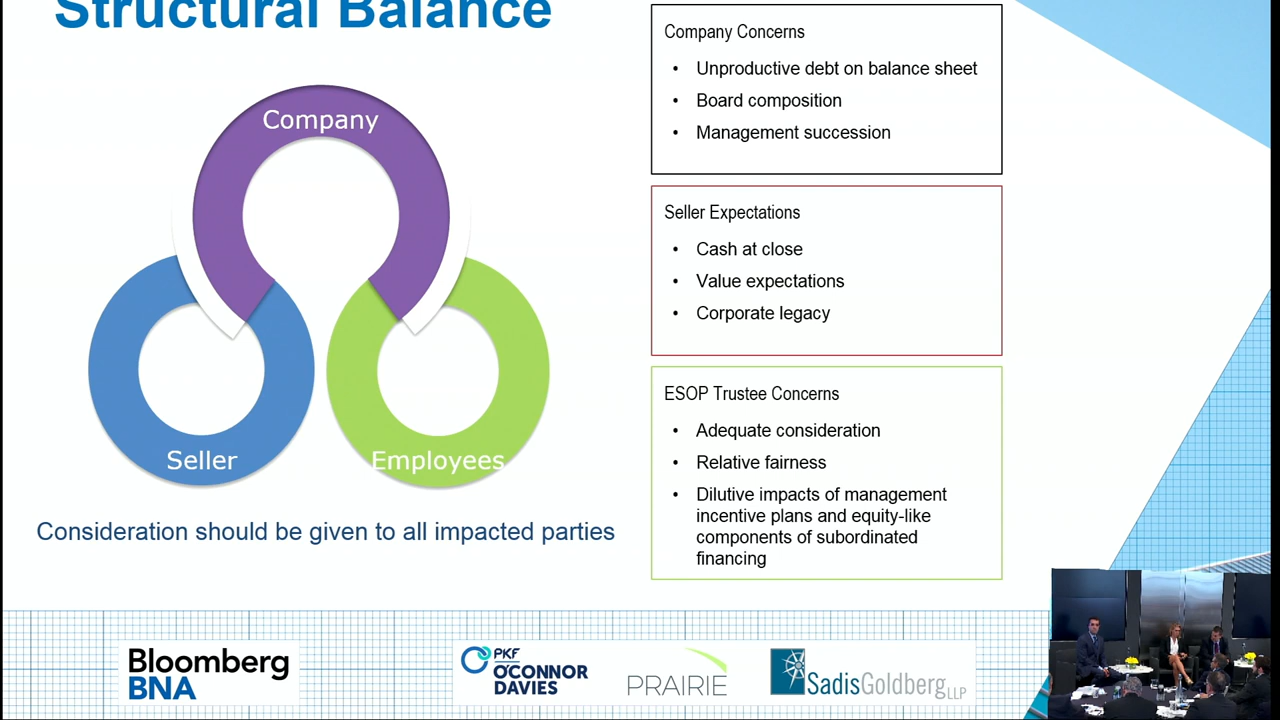 Structural Balance
Company
Seller
Employees
Consideration should be given to all impacted parties
Company Concerns
• Unproductive debt on balance sheet
• Board composition
• Management succession
Seller Expectations
• Cash at close
• Value expectations
• Corporate legacy
ESOP Trustee Concerns
• Adequate consideration
• Relative fairness
• Dilutive impacts of management
incentive plans and equity-like
components of subordinated
financing
Bloomberg
BNA
PKF
O'CONNOR
DAVIES
PRAIRIE
SadisGoldberg LLP